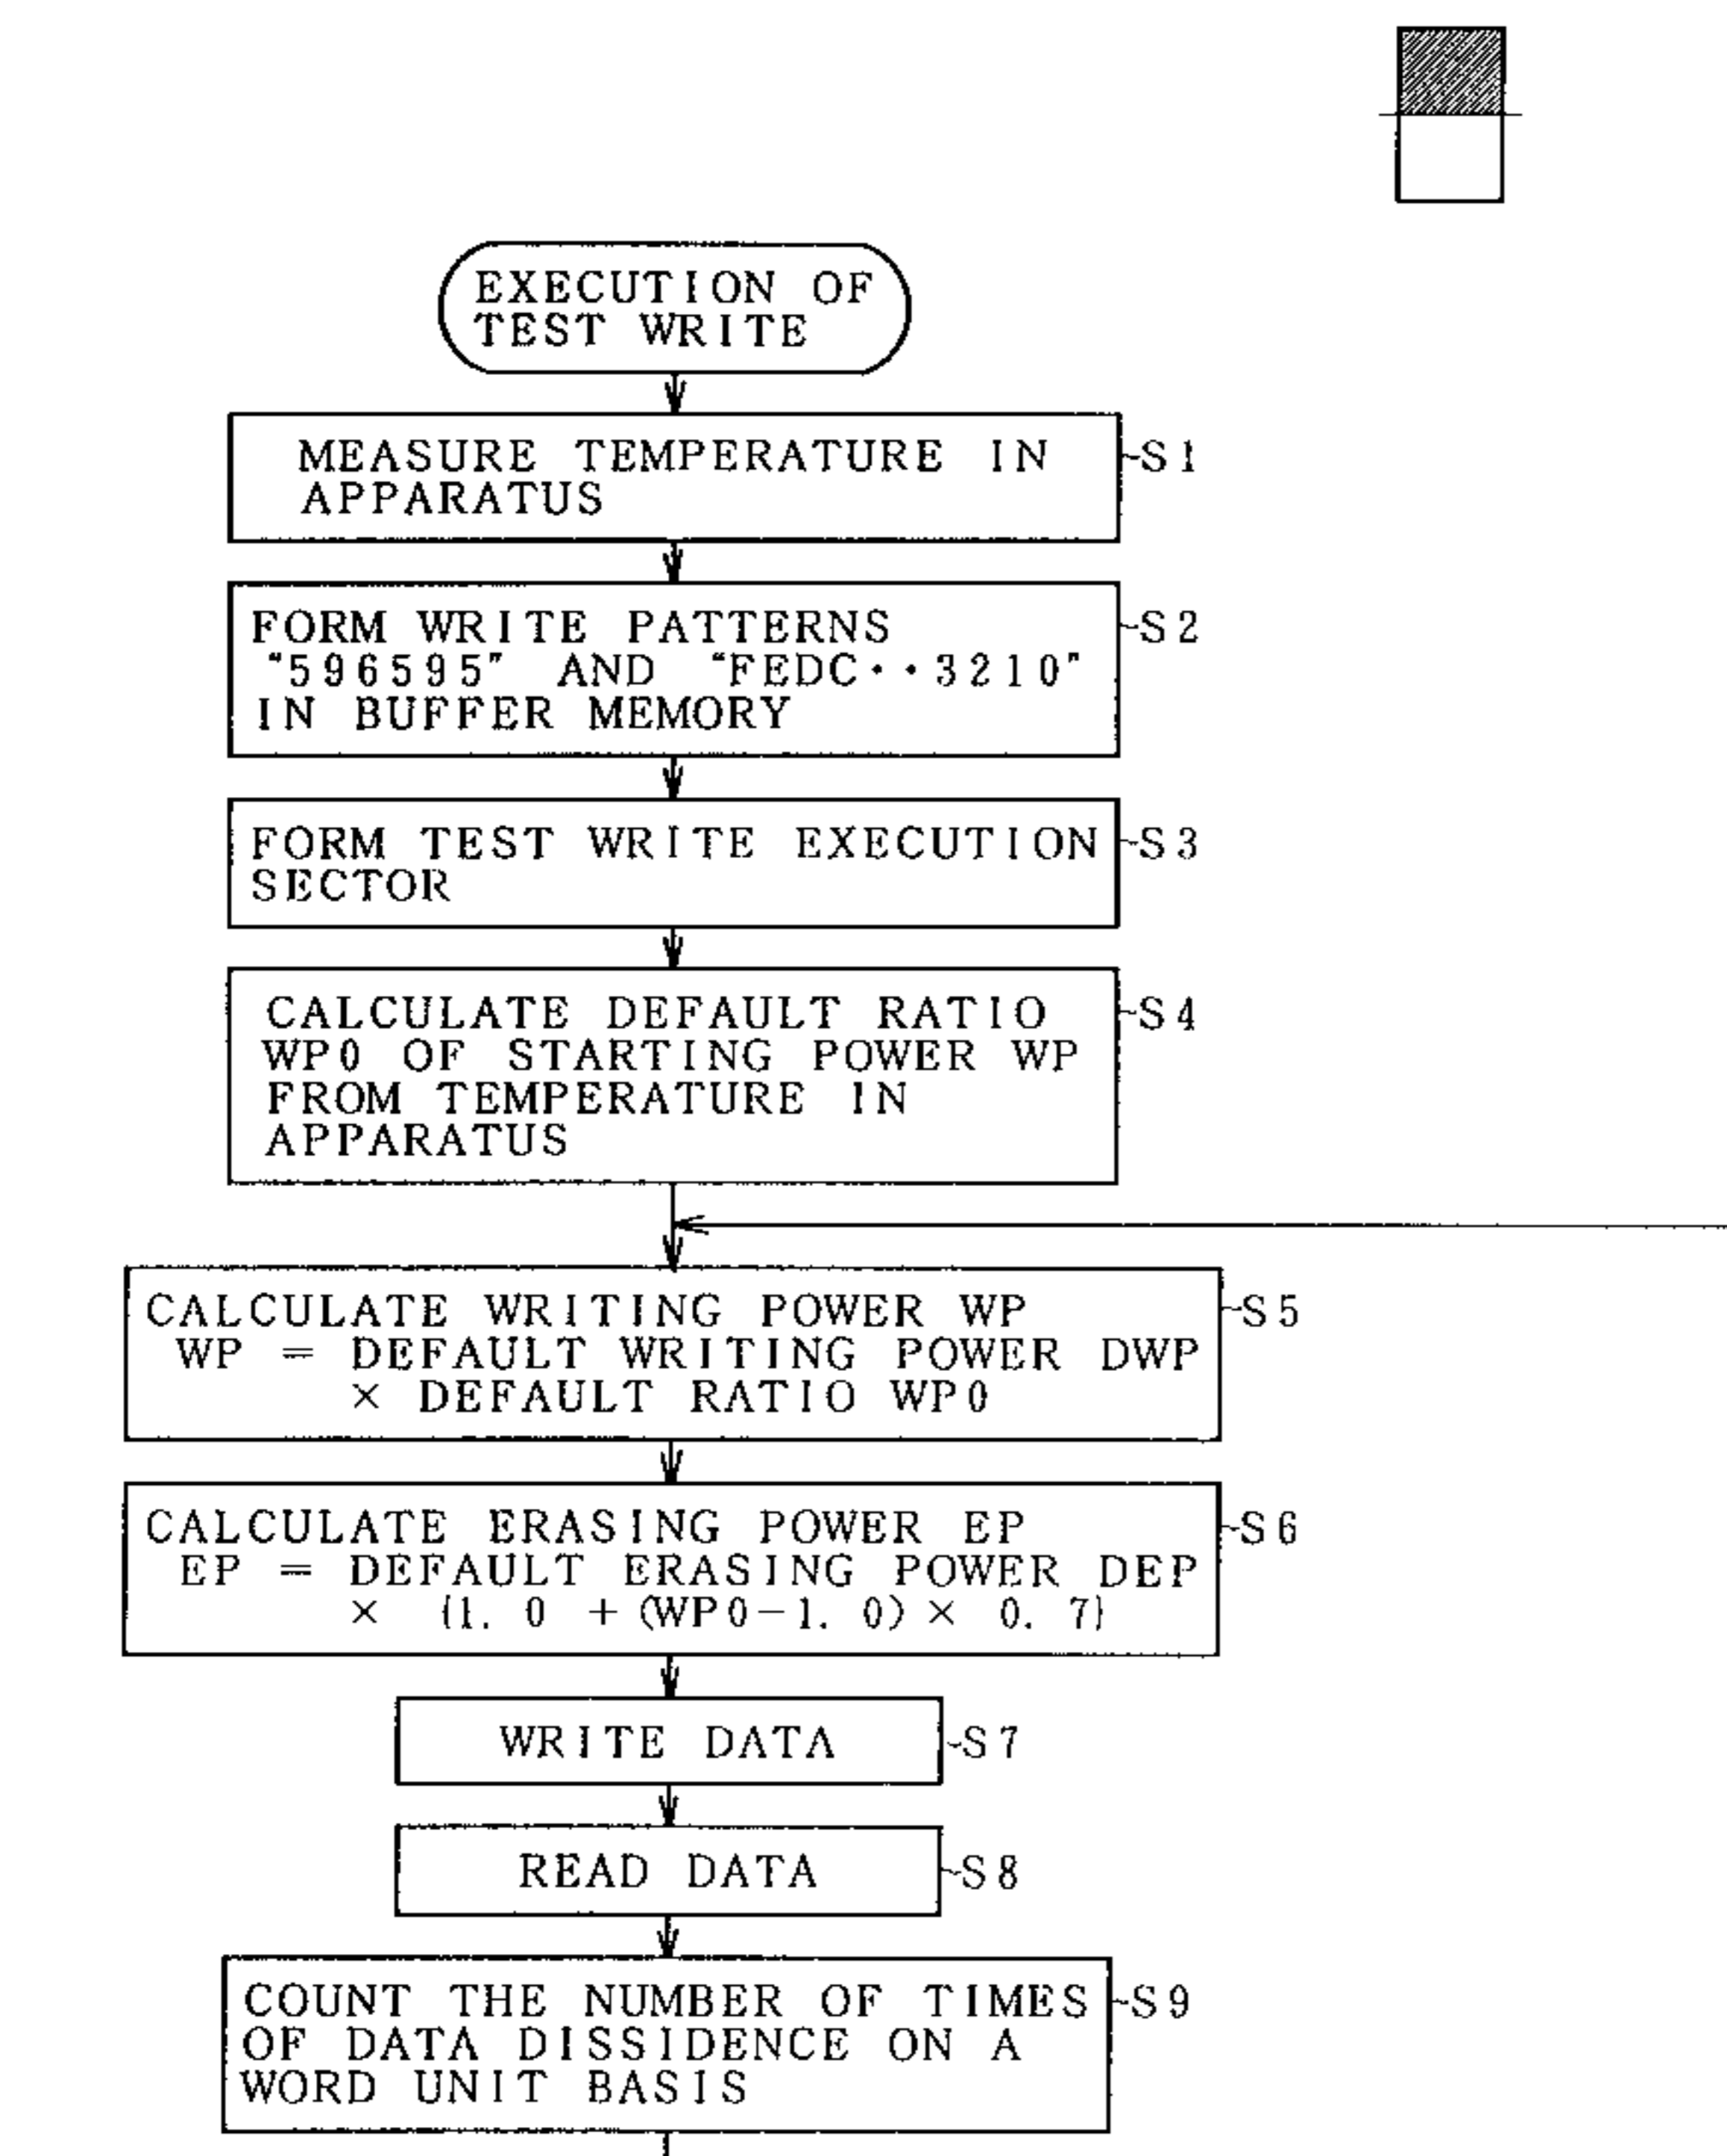 EXECUTION OF
TEST WRITE
MEASURE TEMPERATURE IN
APPARATUS
S1
FORM WRITE PATTERNS
"596595" AND "FEDC··3210"
IN BUFFER MEMORY
S2
FORM TEST WRITE EXECUTION
SECTOR
S3
CALCULATE DEFAULT RATIO
WP0 OF STARTING POWER WP
FROM TEMPERATURE IN
APPARATUS
S4
CALCULATE WRITING POWER WP
WP = DEFAULT WRITING POWER DWP
× DEFAULT RATIO WP0
S5
CALCULATE ERASING POWER EP
EP = DEFAULT ERASING POWER DEP
× {1.0 + (WP0-1.0) × 0.7}
S6
WRITE DATA
S7
READ DATA
S8
COUNT THE NUMBER OF TIMES
OF DATA DISSIDENCE ON A
WORD UNIT BASIS
S9